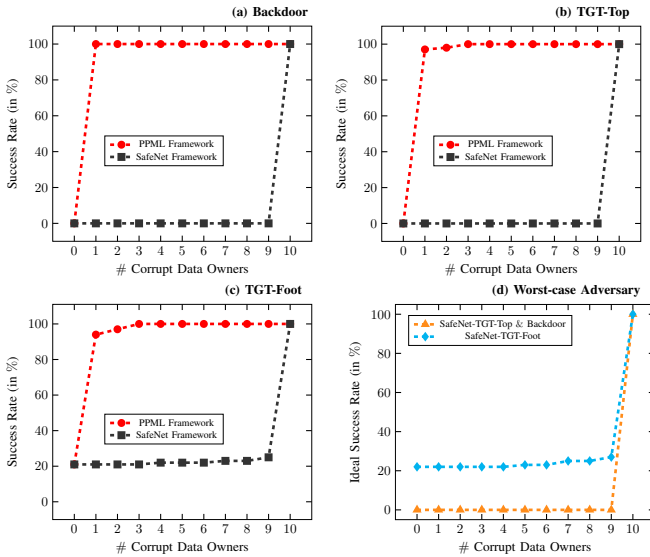 (a) Backdoor
Success Rate (in %)
100
80
60
40
20
0
PPML Framework
SafeNet Framework
0 1 2 3 4 5 6 7 8 9 10
# Corrupt Data Owners
(b) TGT-Top
Success Rate (in %)
100
80
60
40
20
0
PPML Framework
SafeNet Framework
0 1 2 3 4 5 6 7 8 9 10
# Corrupt Data Owners
(c) TGT-Foot
Success Rate (in %)
100
80
60
40
20
0
PPML Framework
SafeNet Framework
0 1 2 3 4 5 6 7 8 9 10
# Corrupt Data Owners
(d) Worst-case Adversary
Ideal Success Rate (in %)
100
80
60
40
20
0
SafeNet-TGT-Top & Backdoor
SafeNet-TGT-Foot
0 1 2 3 4 5 6 7 8 9 10
# Corrupt Data Owners